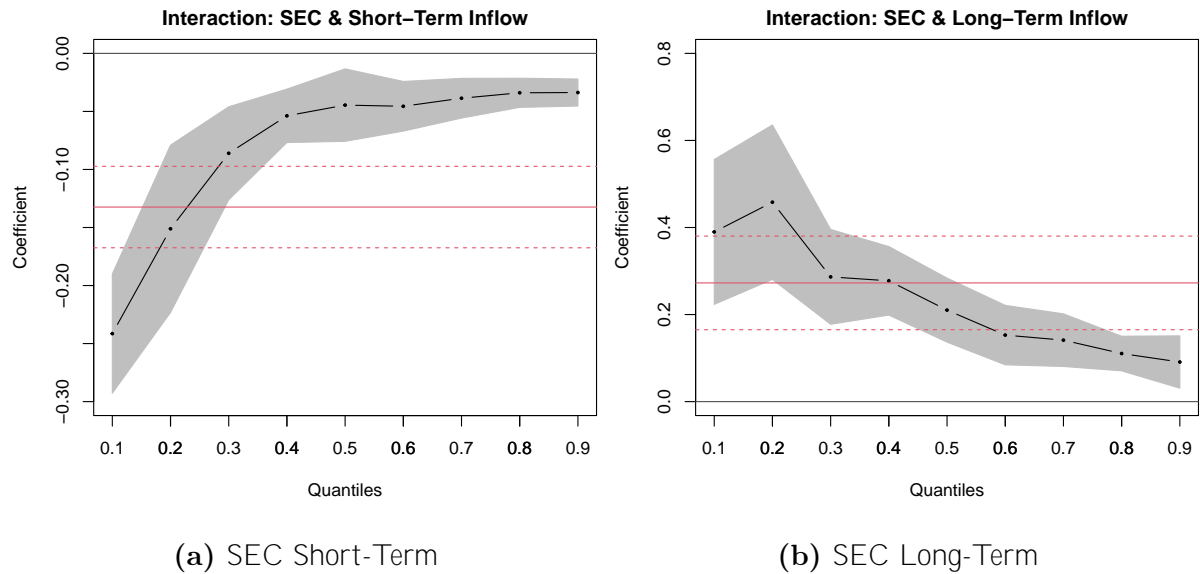 Interaction: SEC & Short−Term Inflow
0.00
−0.10
−0.20
−0.30
Coefficient
0.1 0.2 0.3 0.4 0.5 0.6 0.7 0.8 0.9
Quantiles
(a) SEC Short-Term
Interaction: SEC & Long−Term Inflow
0.8
0.6
0.4
0.2
0.0
Coefficient
0.1 0.2 0.3 0.4 0.5 0.6 0.7 0.8 0.9
Quantiles
(b) SEC Long-Term